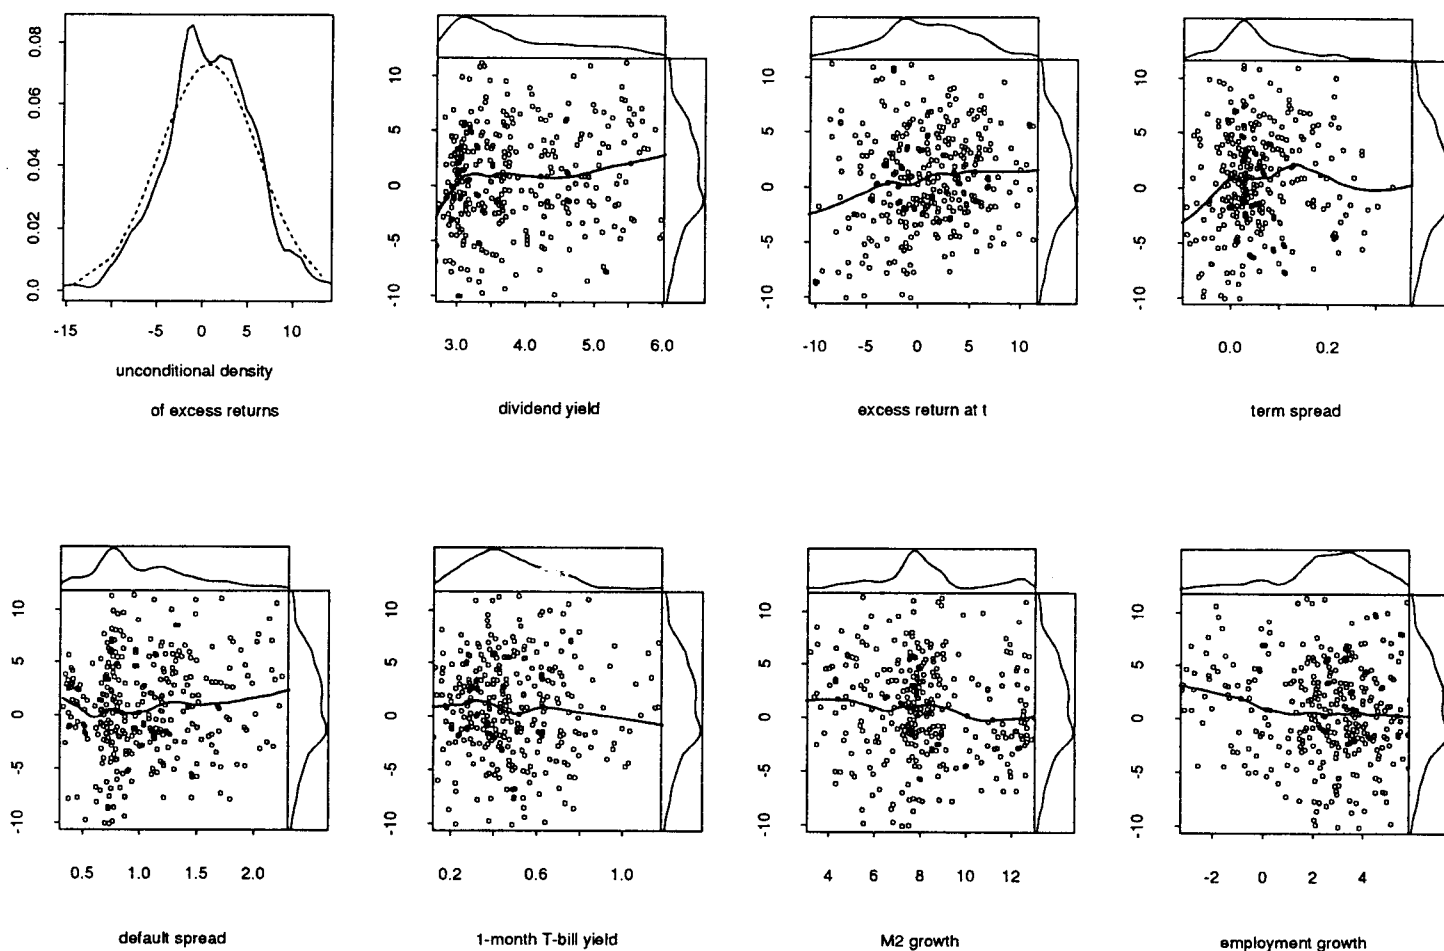 0.08
0.06
0.04
0.02
0.0
-15 -5 0 5 10
unconditional density
of excess returns
10
5
0
-5
-10
3.0 4.0 5.0 6.0
dividend yield
10
5
0
-5
-10
-10 -5 0 5 10
excess return at t
10
5
0
-5
-10
0.0 0.2
term spread
10
5
0
-5
-10
0.5 1.0 1.5 2.0
default spread
10
5
0
-5
-10
0.2 0.6 1.0
1-month T-bill yield
10
5
0
-5
-10
4 6 8 10 12
M2 growth
10
5
0
-5
-10
-2 0 2 4
employment growth